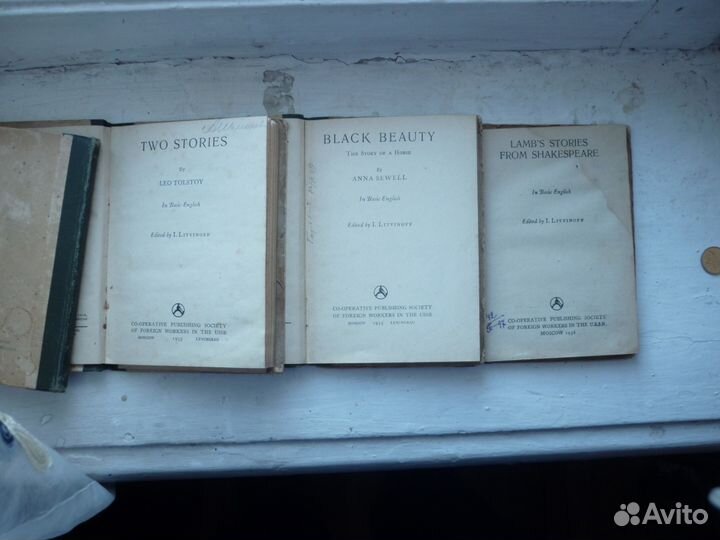 TWO STORIES
By
LEO TOLSTOY
In Basic English
Edited by I. LITVINOFF
CO-OPERATIVE PUBLISHING SOCIETY
OF FOREIGN WORKERS IN THE USSR
MOSCOW 1935 LENINGRAD
BLACK BEAUTY
THE STORY OF A HORSE
By
ANNA SEWELL
In Basic English
Edited by I. LITVINOFF
CO-OPERATIVE PUBLISHING SOCIETY
OF FOREIGN WORKERS IN THE USSR
MOSCOW 1935 LENINGRAD
LAMB'S STORIES
FROM SHAKESPEARE
In Basic English
Edited by I. LITVINOFF
CO-OPERATIVE PUBLISHING SOCIETY
OF FOREIGN WORKERS IN THE U.S.S.R.
MOSCOW 1936
Avito